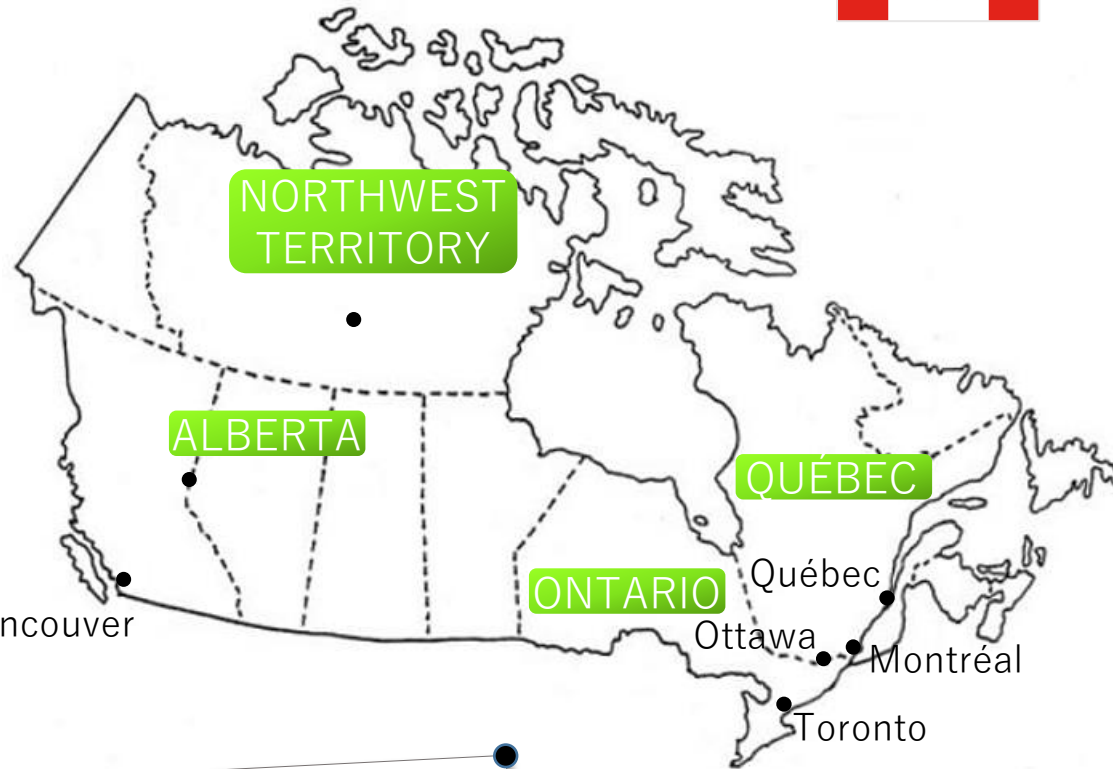 NORTHWEST
TERRITORY
ALBERTA
QUÉBEC
ONTARIO
Québec
ncouver
Ottawa
Montréal
Toronto